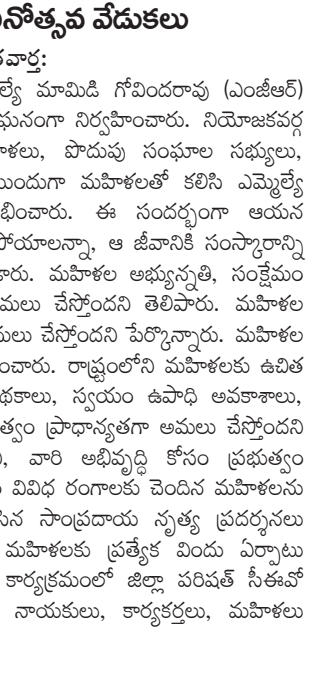 నోత్సవ వేడుకలు
వార్త:
ల్యే మామిడి గోవిందరావు (ఎంజీఆర్)
ఘనంగా నిర్వహించారు. నియోజకవర్గ
ళలు, పొదుపు సంఘాల సభ్యులు,
ముందుగా మహిళలతో కలిసి ఎమ్మెల్యే
భించారు. ఈ సందర్భంగా ఆయన
పోయాలన్నా, ఆ జీవానికి సంస్కారాన్ని
కారు. మహిళల అభ్యున్నతి, సంక్షేమం
మలు చేస్తోందని తెలిపారు. మహిళల
మలు చేస్తోందని పేర్కొన్నారు. మహిళల
ంచారు. రాష్ట్రంలోని మహిళలకు ఉచిత
థకాలు, స్వయం ఉపాధి అవకాశాలు,
త్వం ప్రాధాన్యతగా అమలు చేస్తోందని
, వారి అభివృద్ధి కోసం ప్రభుత్వం
వివిధ రంగాలకు చెందిన మహిళలను
సిన సాంప్రదాయ నృత్య ప్రదర్శనలు
మహిళలకు ప్రత్యేక విందు ఏర్పాటు
కార్యక్రమంలో జిల్లా పరిషత్ సీఈవో
నాయకులు, కార్యకర్తలు, మహిళలు